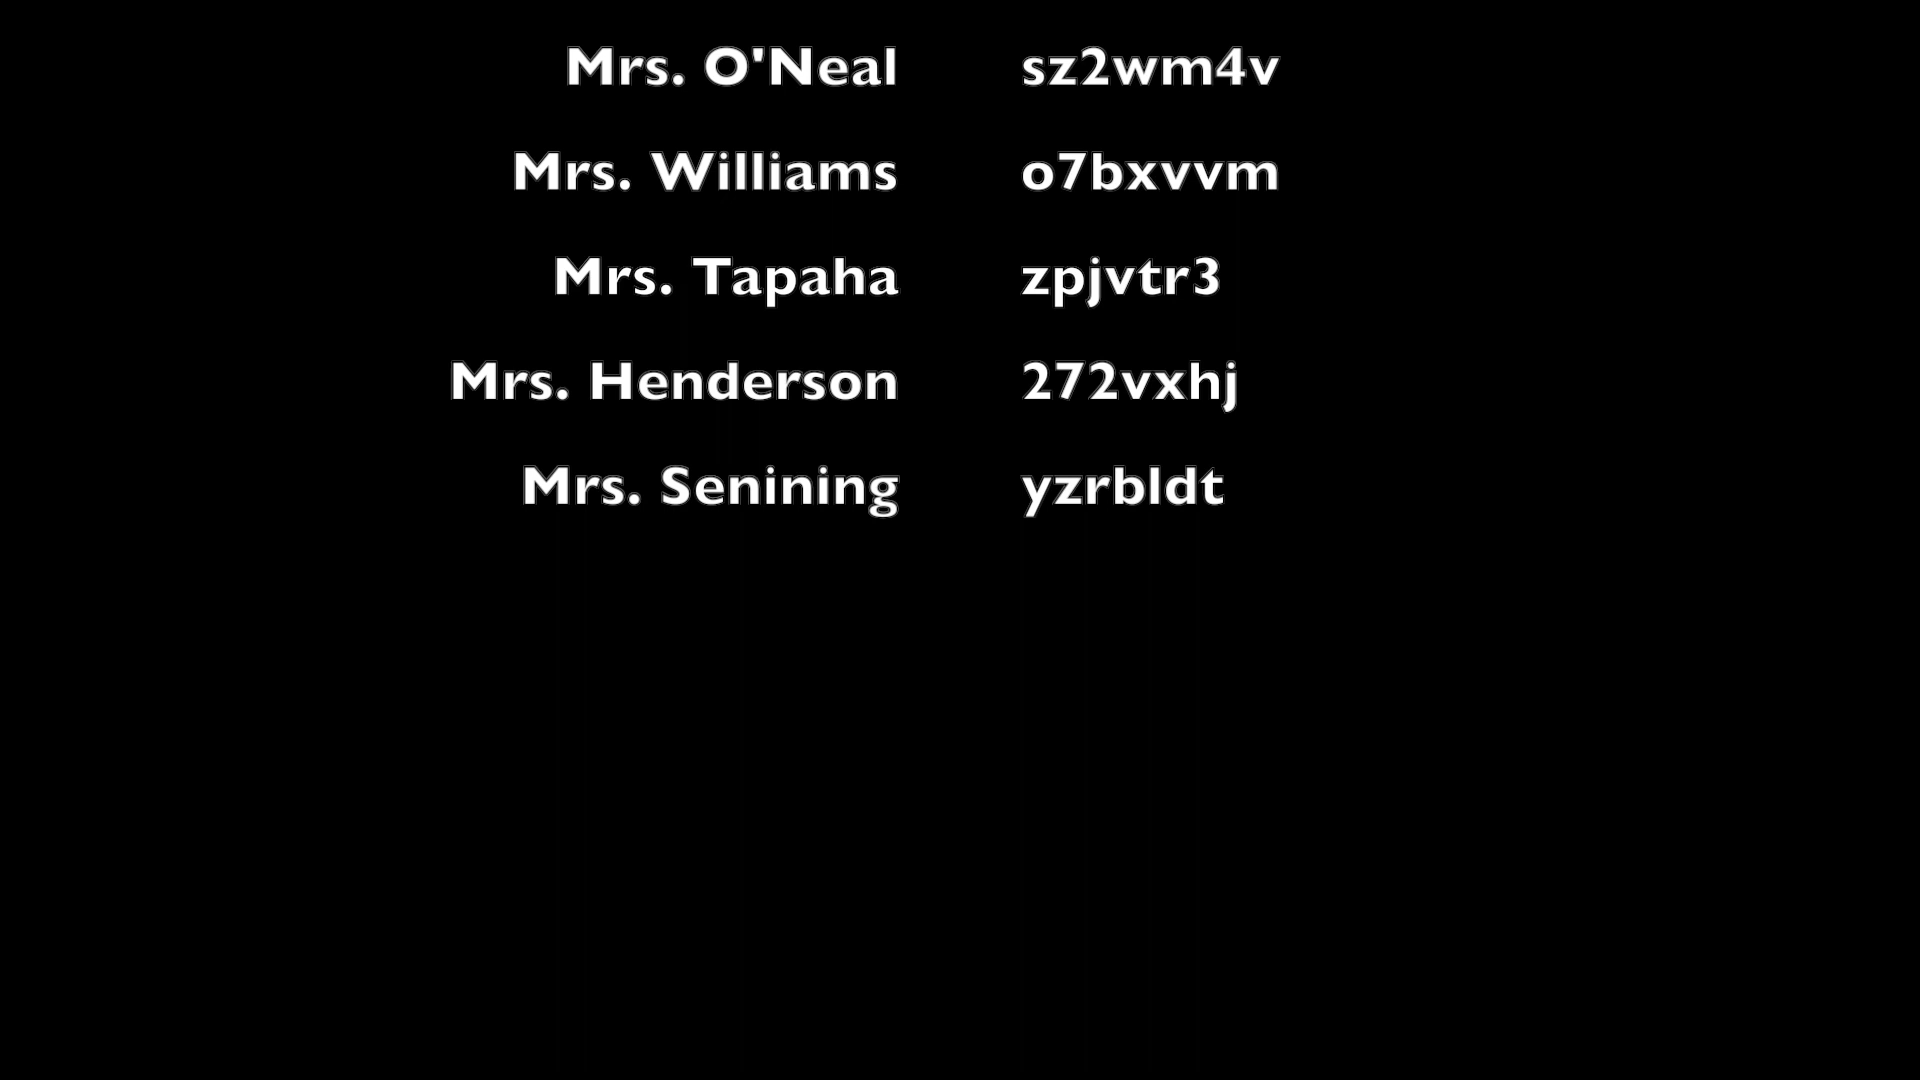 Mrs. O'Neal sz2wm4v
Mrs. Williams o7bxvvm
Mrs. Tapaha zpjvtr3
Mrs. Henderson 272vxhj
Mrs. Senining yzrbldt